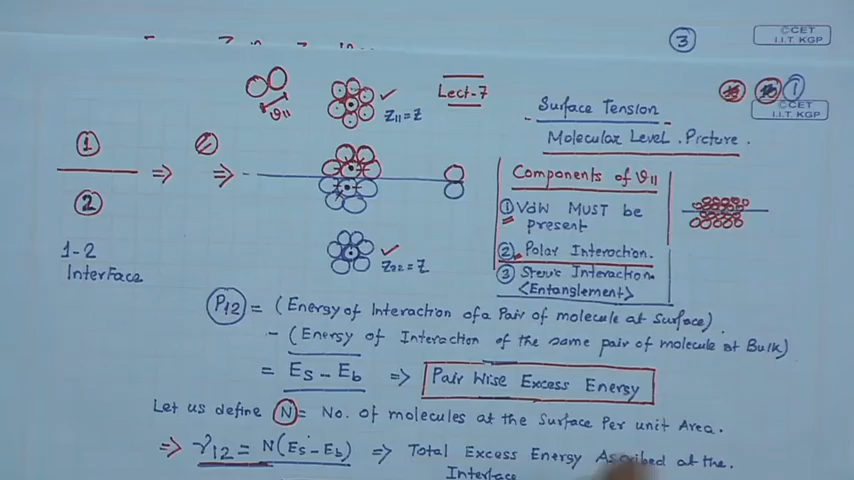 3
©CET
I.I.T. KGP
1
©CET
I.I.T. KGP
Lect-7
ϑ11
Z11 = Z
Surface Tension
Molecular Level Picture.
1
2
⇒
⇒
1-2
Interface
Z22 = Z
Components of ϑ11
① VdW MUST be
present
② Polar Interaction.
③ Steric Interaction.
<Entanglement>
P12 = (Energy of Interaction of a Pair of molecule at Surface)
- (Energy of Interaction of the same pair of molecule at Bulk)
= Es - Eb ⇒ Pair Wise Excess Energy
Let us define N = No. of molecules at the Surface Per unit Area.
⇒ γ12 = N(Es - Eb) ⇒ Total Excess Energy Ascribed at the.
Interface